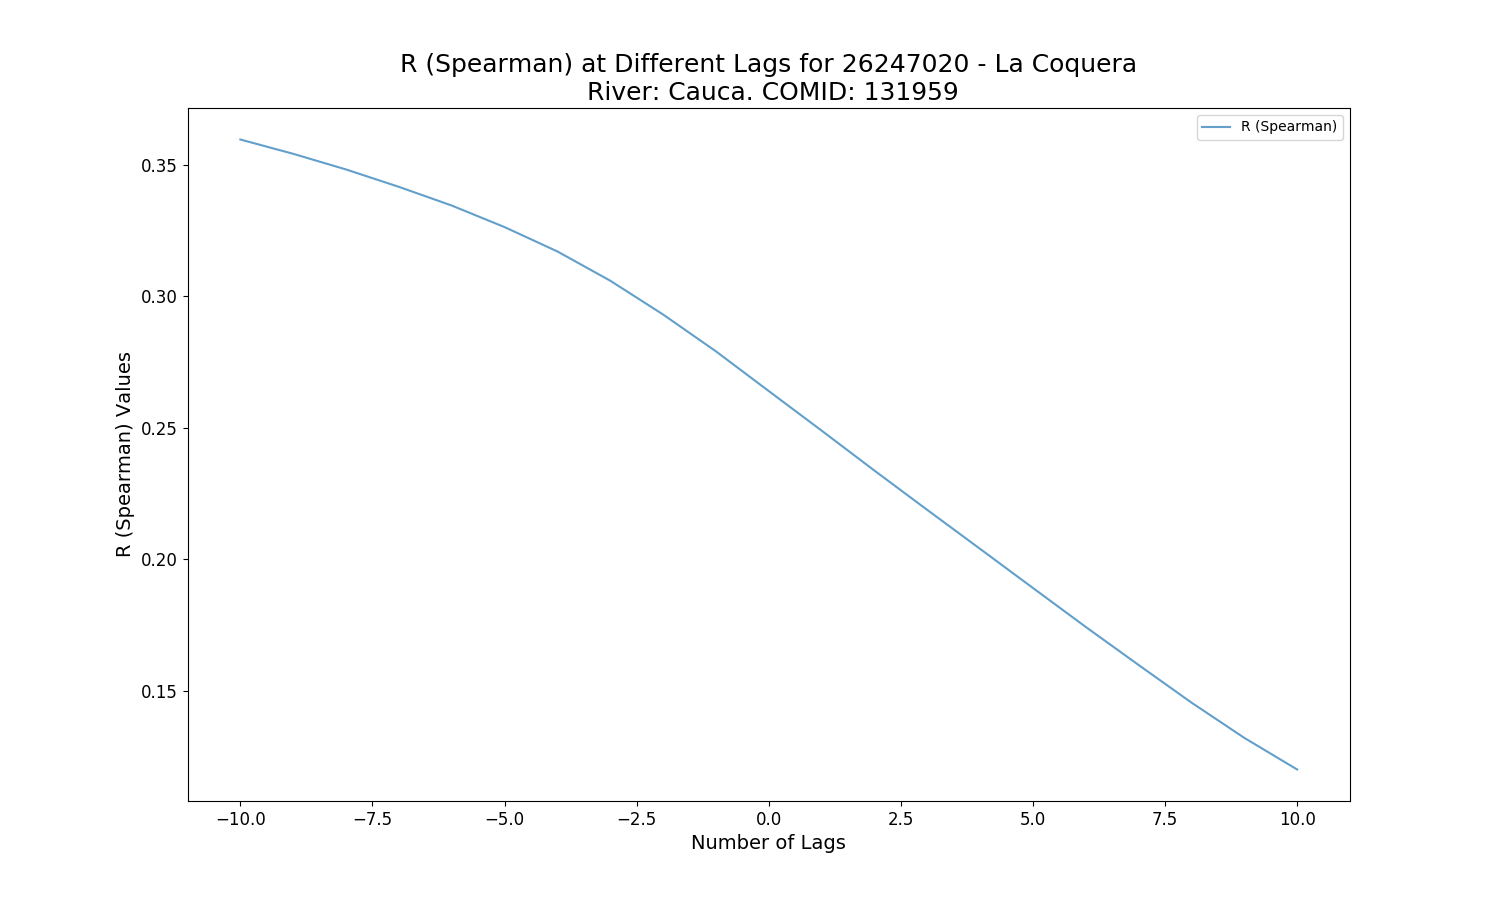 R (Spearman) at Different Lags for 26247020 - La Coquera
River: Cauca. COMID: 131959
R (Spearman)
R (Spearman) Values
0.35
0.30
0.25
0.20
0.15
−10.0 −7.5 −5.0 −2.5 0.0 2.5 5.0 7.5 10.0
Number of Lags